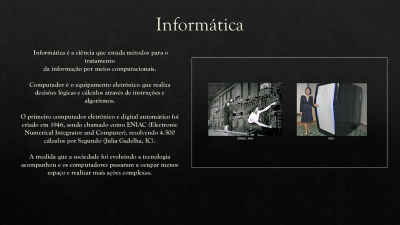 Informática
Informática é a ciência que estuda métodos para o
tratamento
da informação por meios computacionais.
Computador é o equipamento eletrônico que realiza
decisões lógicas e cálculos através de instruções e
algoritmos.
O primeiro computador eletrônico e digital automático foi
criado em 1946, sendo chamado como ENIAC (Electronic
Numerical Integrator and Computer), resolvendo 4.500
cálculos por Segundo (Julia Gadelha, IC).
A medida que a sociedade foi evoluindo a tecnologia
acompanhou e os computadores passaram a ocupar menos
espaço e realizar mais ações complexas.